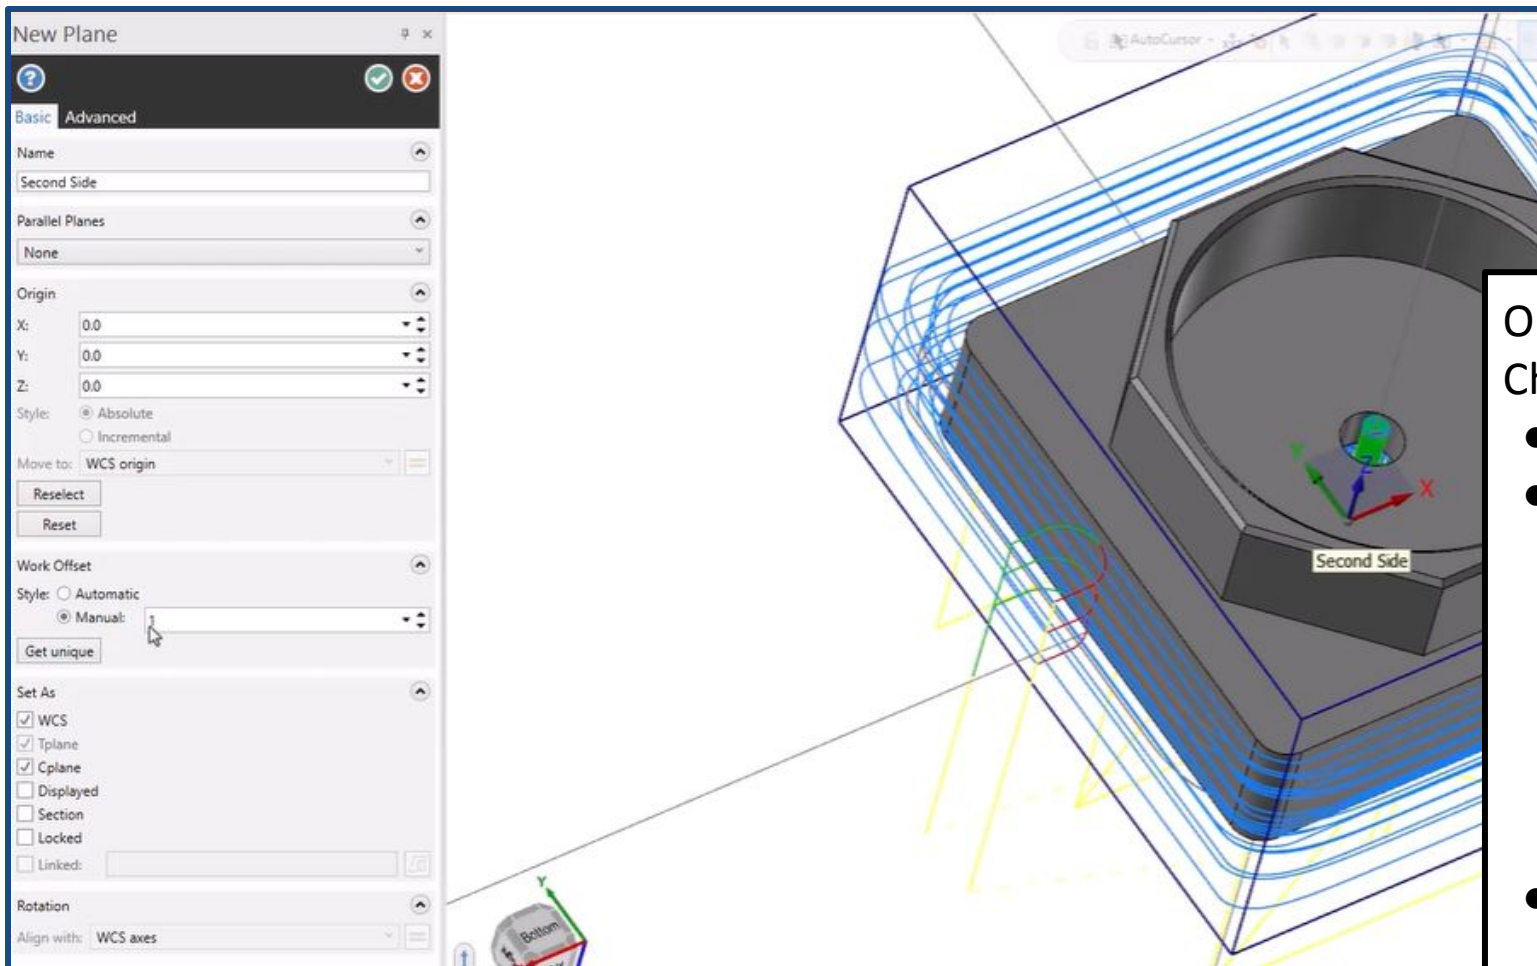 New Plane
AutoCursor
Basic Advanced
Name
Second Side
Parallel Planes
None
Origin
X: 0.0
Y: 0.0
Z: 0.0
Style: Absolute
Incremental
Move to: WCS origin
Reselect
Reset
Work Offset
Style: Automatic
Manual: 1
Get unique
Set As
WCS
Tplane
Cplane
Displayed
Section
Locked
Linked:
Rotation
Align with: WCS axes
Y
Z
X
Second Side
Y
Bottom